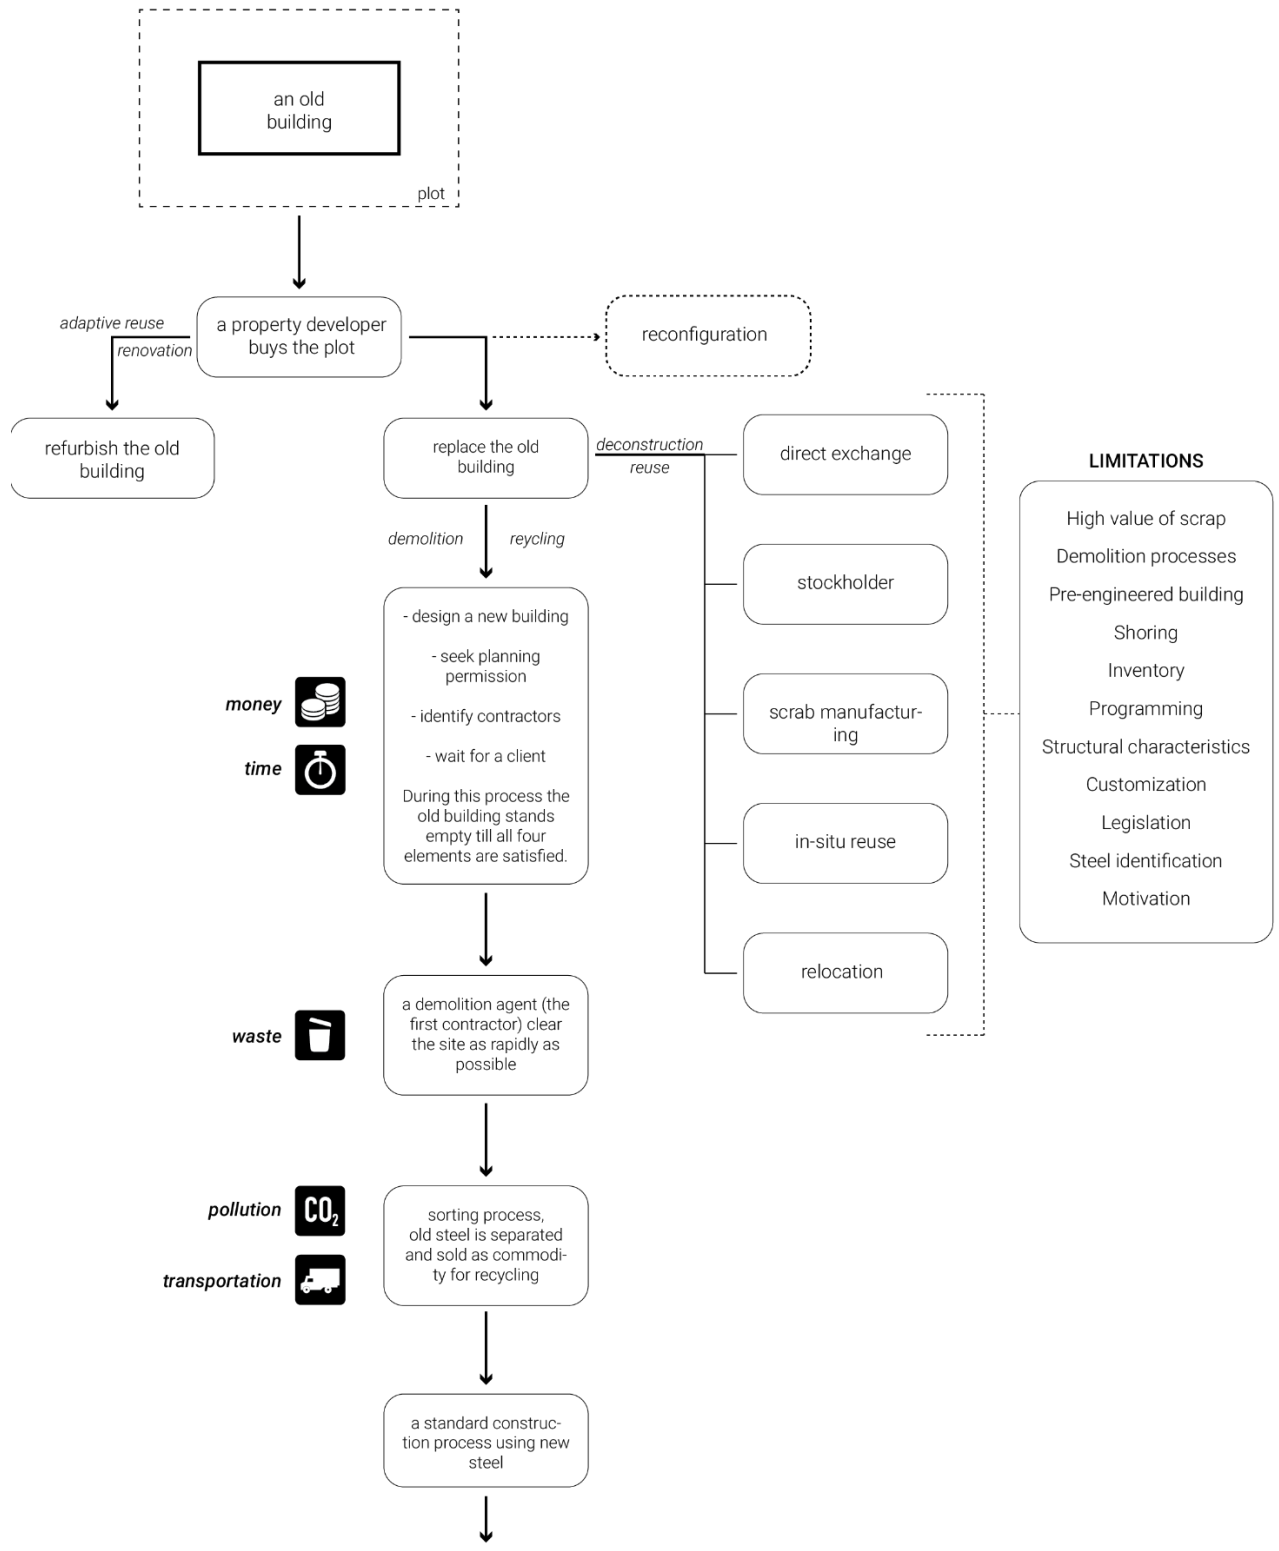 an old
building
plot
adaptive reuse
renovation
a property developer
buys the plot
reconfiguration
refurbish the old
building
replace the old
building
deconstruction
reuse
direct exchange
demolition
reycling
- design a new building
- seek planning
permission
- identify contractors
- wait for a client
During this process the
old building stands
empty till all four
elements are satisfied.
money
time
stockholder
scrab manufactur-
ing
in-situ reuse
relocation
LIMITATIONS
High value of scrap
Demolition processes
Pre-engineered building
Shoring
Inventory
Programming
Structural characteristics
Customization
Legislation
Steel identification
Motivation
waste
a demolition agent (the
first contractor) clear
the site as rapidly as
possible
pollution
CO2
transportation
sorting process,
old steel is separated
and sold as commodi-
ty for recycling
a standard construc-
tion process using new
steel